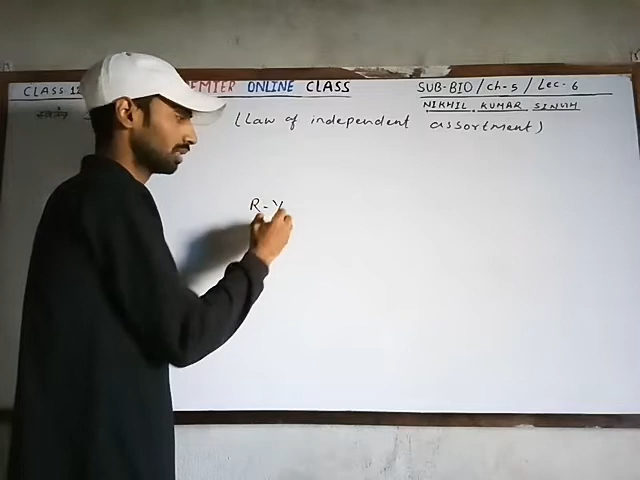 CLASS 12 EMIER ONLINE CLASS SUB-BIO / Ch-5 / Lec-6
NIKHIL KUMAR SINGH
(Law of independent assortment)
R - Y